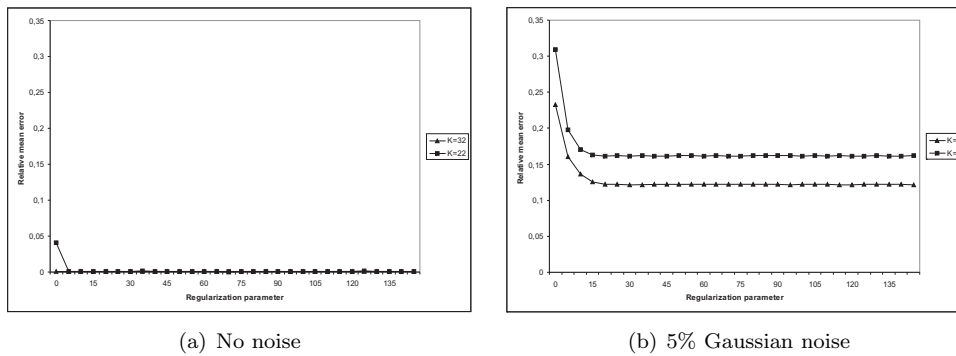 0,35
0,3
0,25
0,2
0,15
0,1
0,05
0
Relative mean error
0 15 30 45 60 75 90 105 120 135
Regularization parameter
K=32
K=22
(a) No noise
0,35
0,3
0,25
0,2
0,15
0,1
0,05
0
Relative mean error
0 15 30 45 60 75 90 105 120 135
Regularization parameter
K=
K=
(b) 5% Gaussian noise